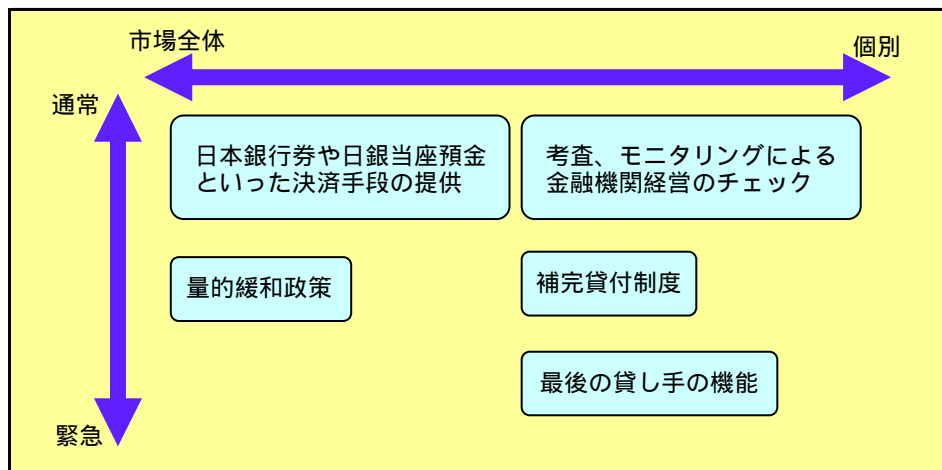 市場全体
個別
通常
日本銀行券や日銀当座預金
といった決済手段の提供
考査、モニタリングによる
金融機関経営のチェック
量的緩和政策
補完貸付制度
最後の貸し手の機能
緊急